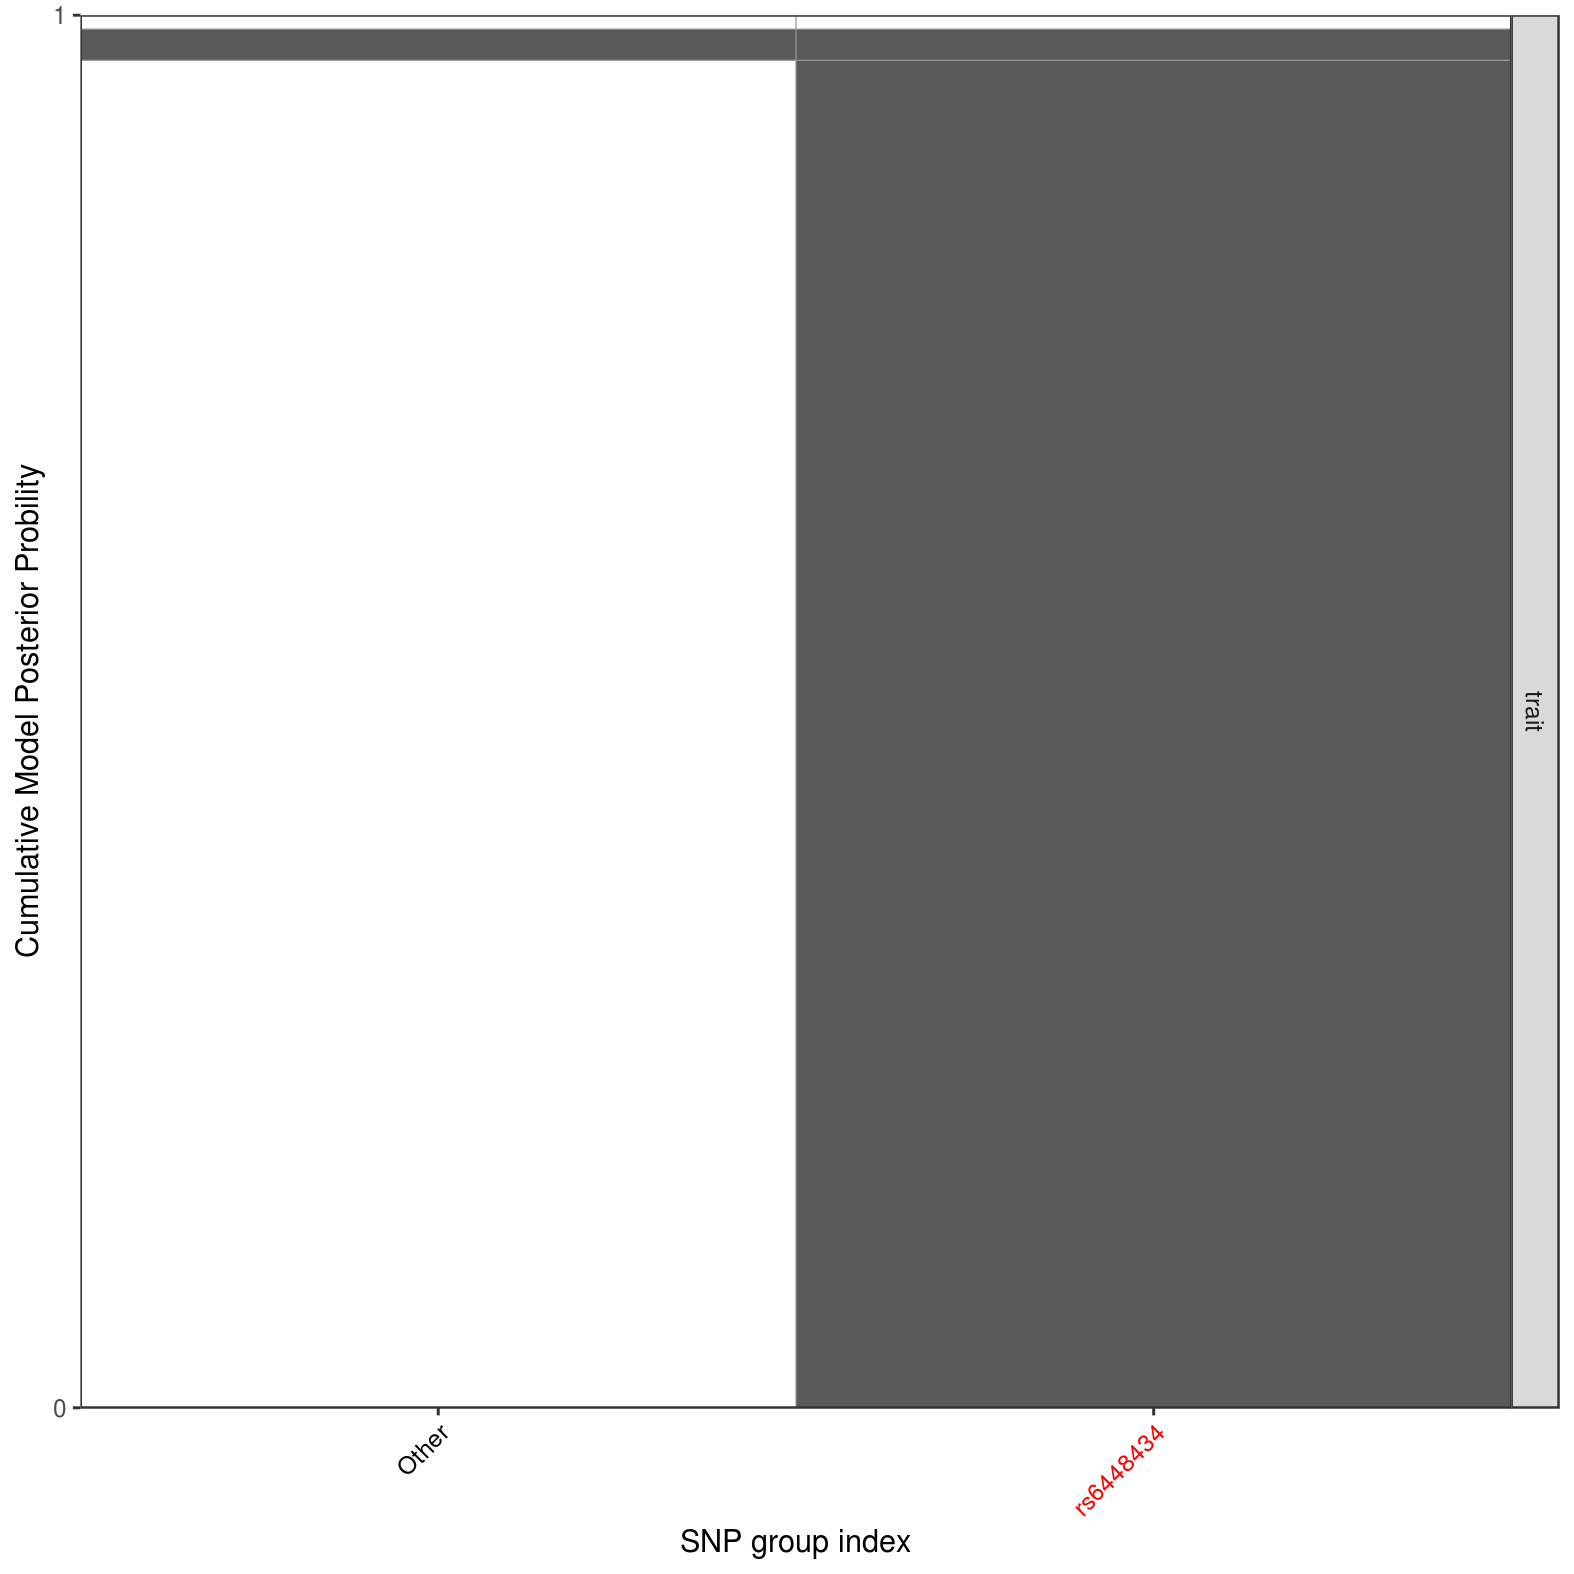 1
Cumulative Model Posterior Probility
trait
0
Other
rs6448434
SNP group index